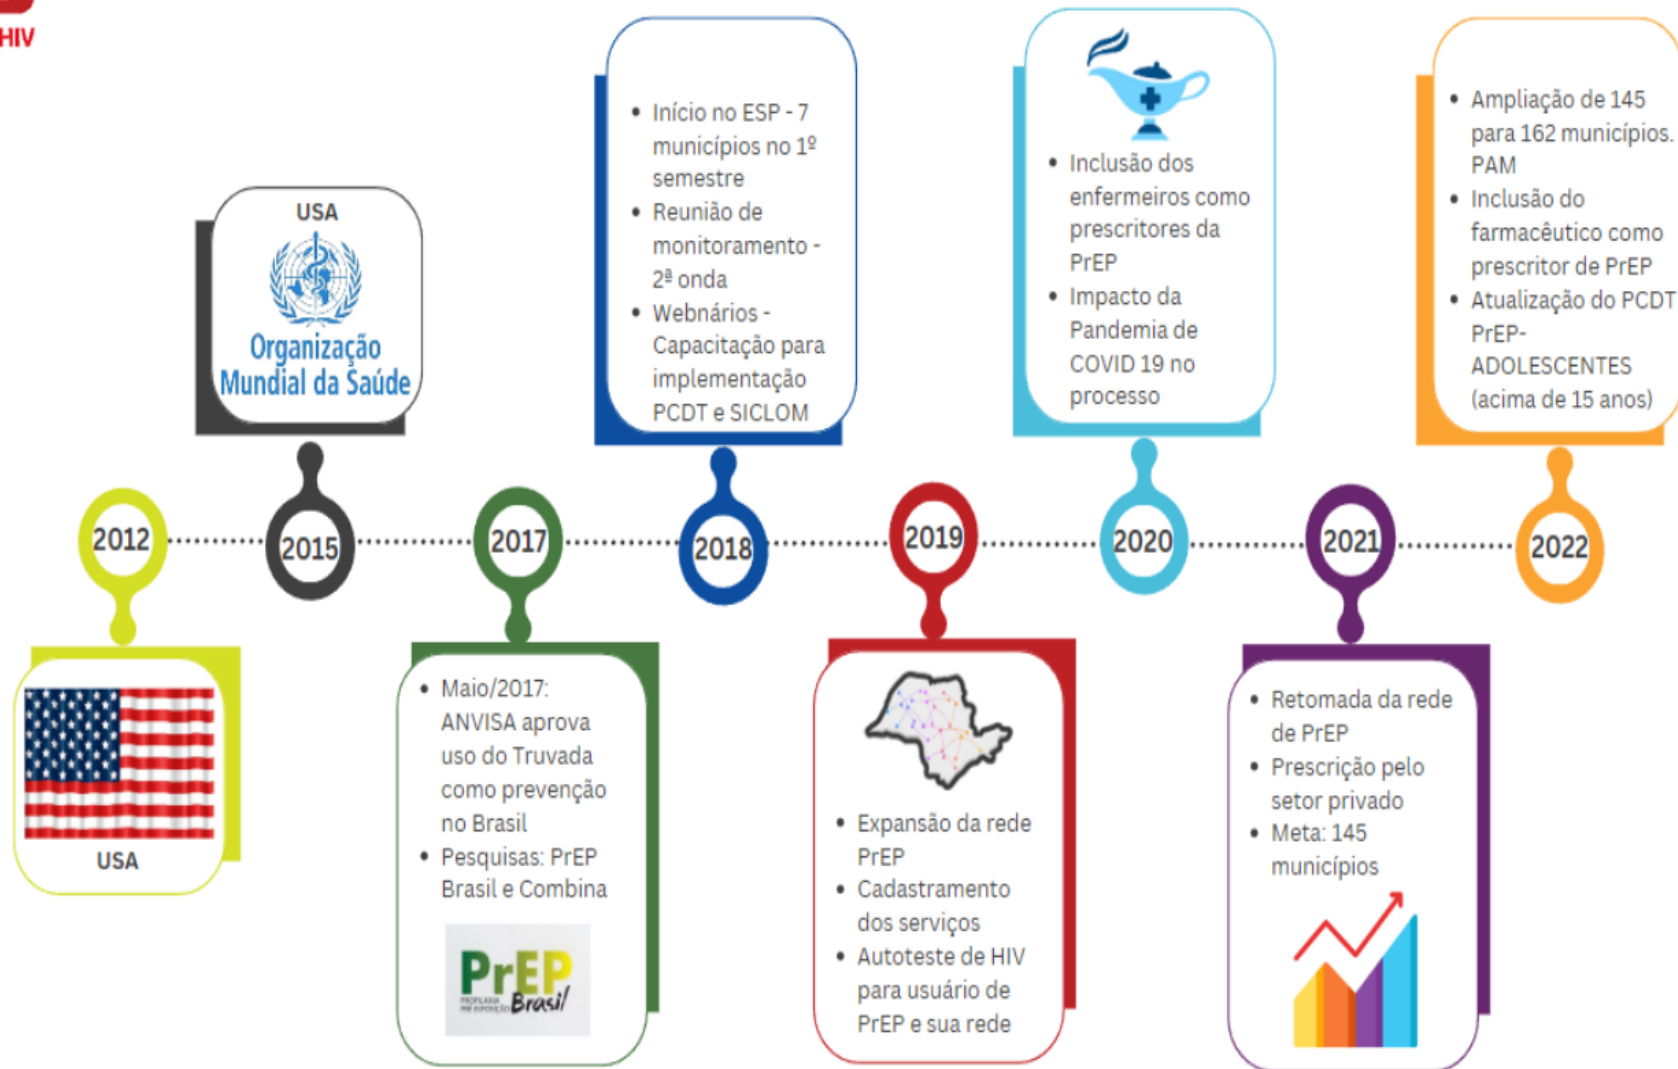 HIV
USA
Organização
Mundial da Saúde
• Início no ESP - 7
municípios no 1º
semestre
• Reunião de
monitoramento -
2ª onda
• Webnários -
Capacitação para
implementação
PCDT e SICLOM
• Inclusão dos
enfermeiros como
prescritores da
PrEP
• Impacto da
Pandemia de
COVID 19 no
processo
• Ampliação de 145
para 162 municípios.
PAM
• Inclusão do
farmacêutico como
prescritor de PrEP
• Atualização do PCDT
PrEP-
ADOLESCENTES
(acima de 15 anos)
2012
2015
2017
2018
2019
2020
2021
2022
USA
• Maio/2017:
ANVISA aprova
uso do Truvada
como prevenção
no Brasil
• Pesquisas: PrEP
Brasil e Combina
PrEP
PROFILAXIA
PRÉ-EXPOSIÇÃO
Brasil
• Expansão da rede
PrEP
• Cadastramento
dos serviços
• Autoteste de HIV
para usuário de
PrEP e sua rede
• Retomada da rede
de PrEP
• Prescrição pelo
setor privado
• Meta: 145
municípios